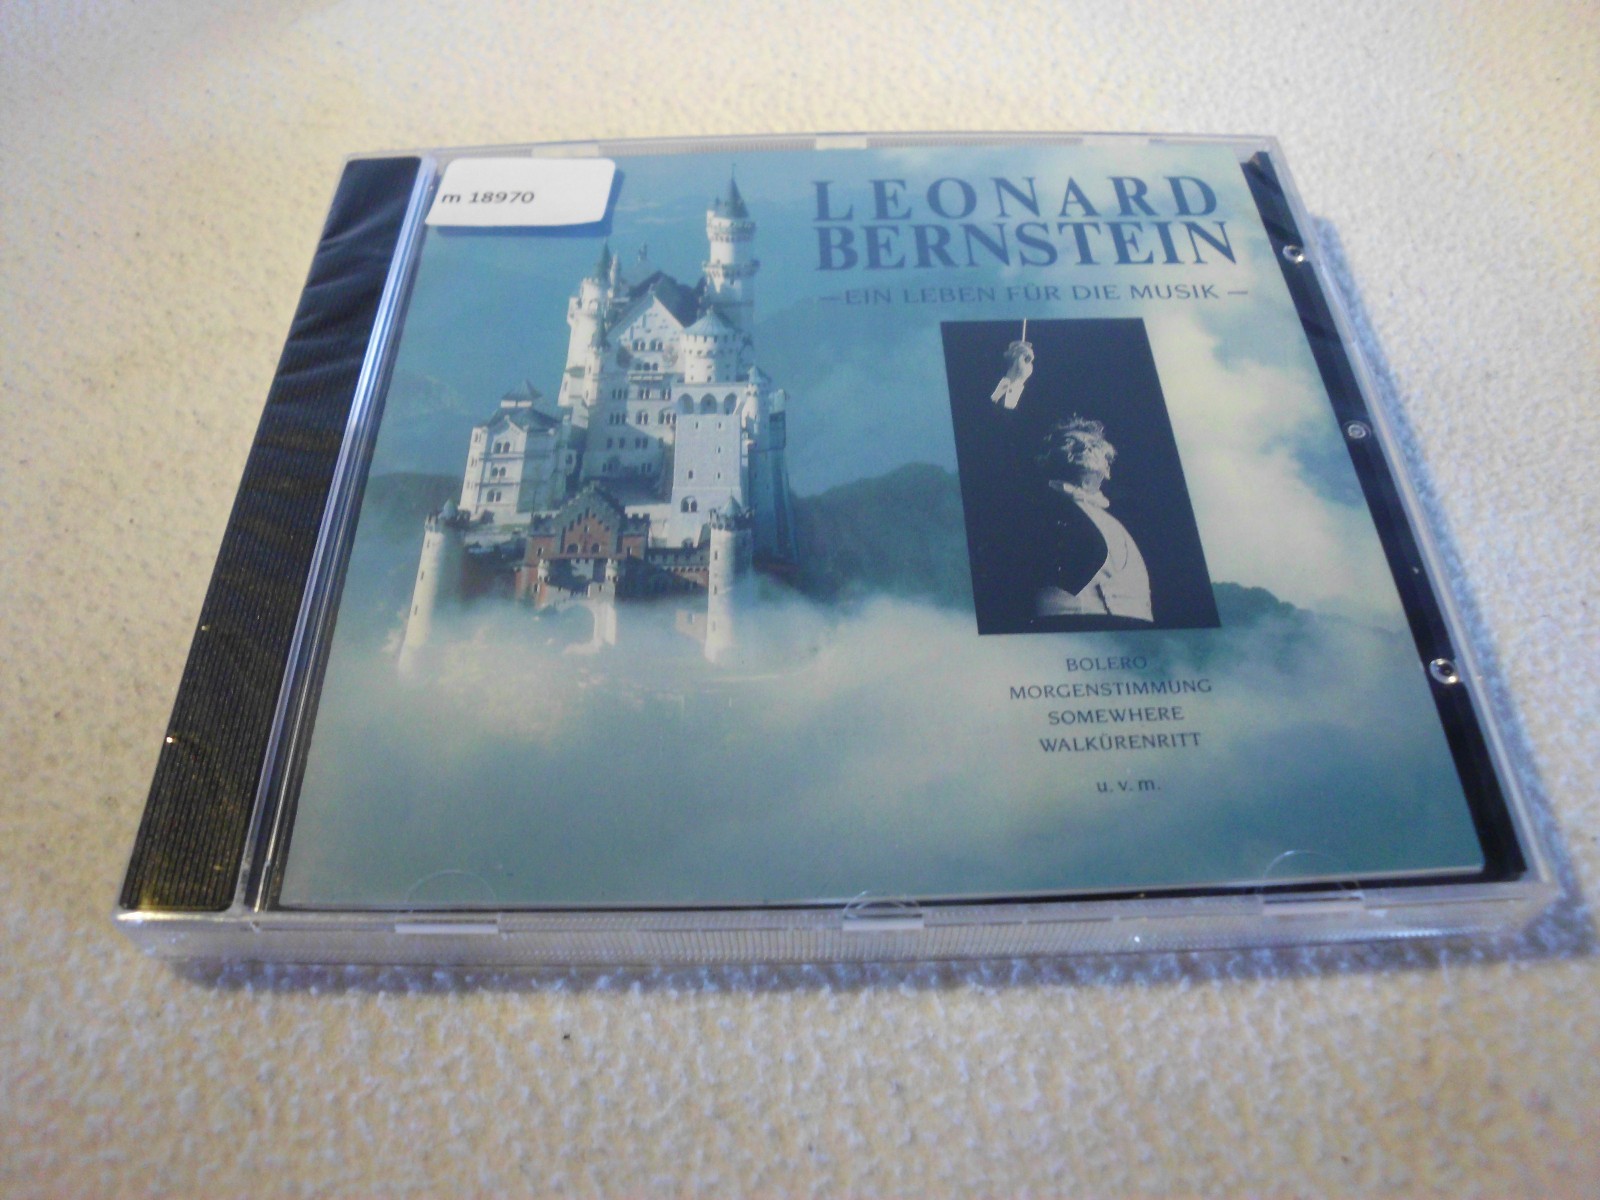 m 18970
LEONARD
BERNSTEIN
—EIN LEBEN FÜR DIE MUSIK—
BOLERO
MORGENSTIMMUNG
SOMEWHERE
WALKÜRENRITT
u. v. m.